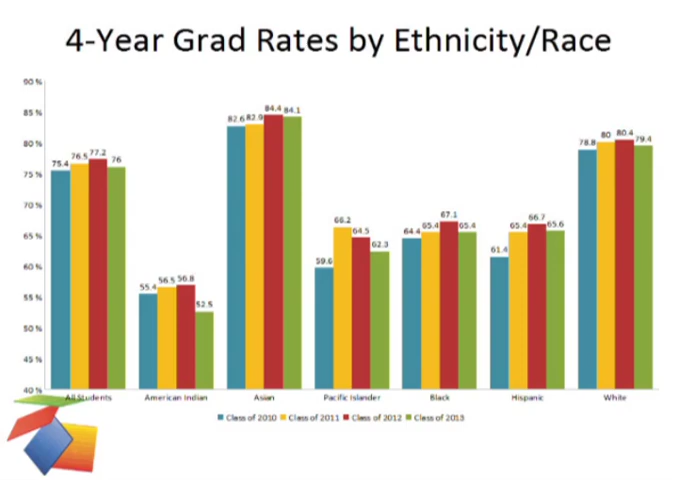 4-Year Grad Rates by Ethnicity/Race
90%
85%
80%
75%
70%
65%
60%
55%
50%
45%
40%
75.4 76.5 77.2 76
55.4 56.5 56.8 52.5
82.6 82.9 84.4 84.1
59.6 66.2 64.5 62.3
64.4 65.4 67.1 65.4
61.4 65.4 66.7 65.6
78.8 80 80.4 79.4
All Students American Indian Asian Pacific Islander Black Hispanic White
Class of 2010 Class of 2011 Class of 2012 Class of 2013